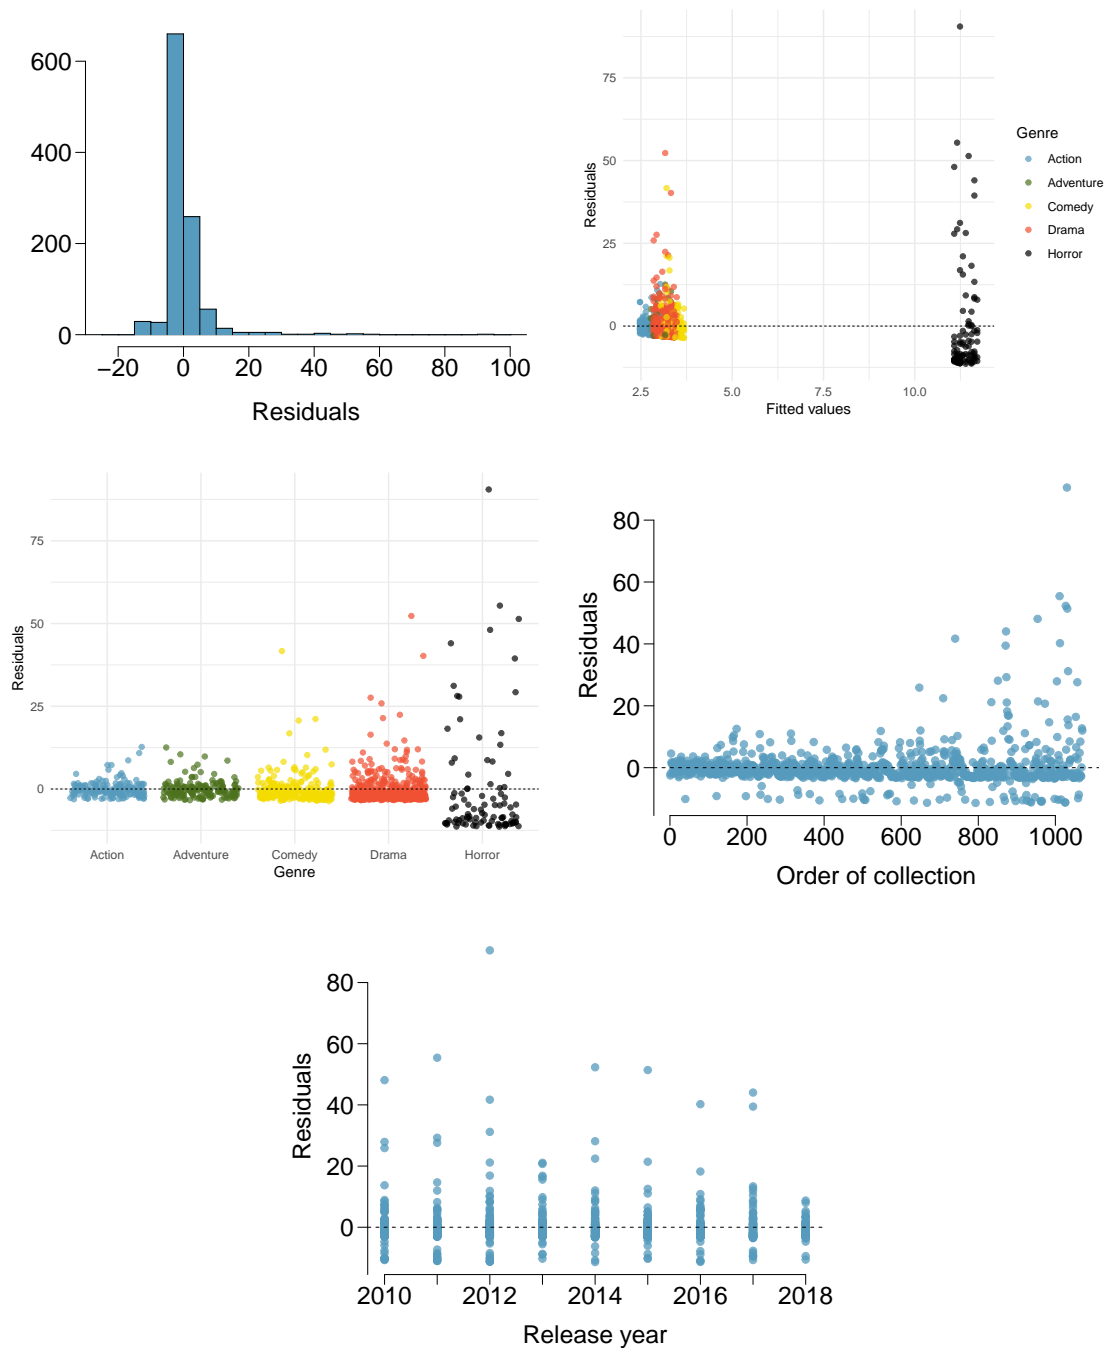 600
400
200
0
−20 0 20 40 60 80 100
Residuals
75
50
25
0
Residuals
2.5 5.0 7.5 10.0
Fitted values
Genre
Action
Adventure
Comedy
Drama
Horror
75
50
25
0
Residuals
Action Adventure Comedy Drama Horror
Genre
80
60
40
20
0
Residuals
0 200 400 600 800 1000
Order of collection
80
60
40
20
0
Residuals
2010 2012 2014 2016 2018
Release year